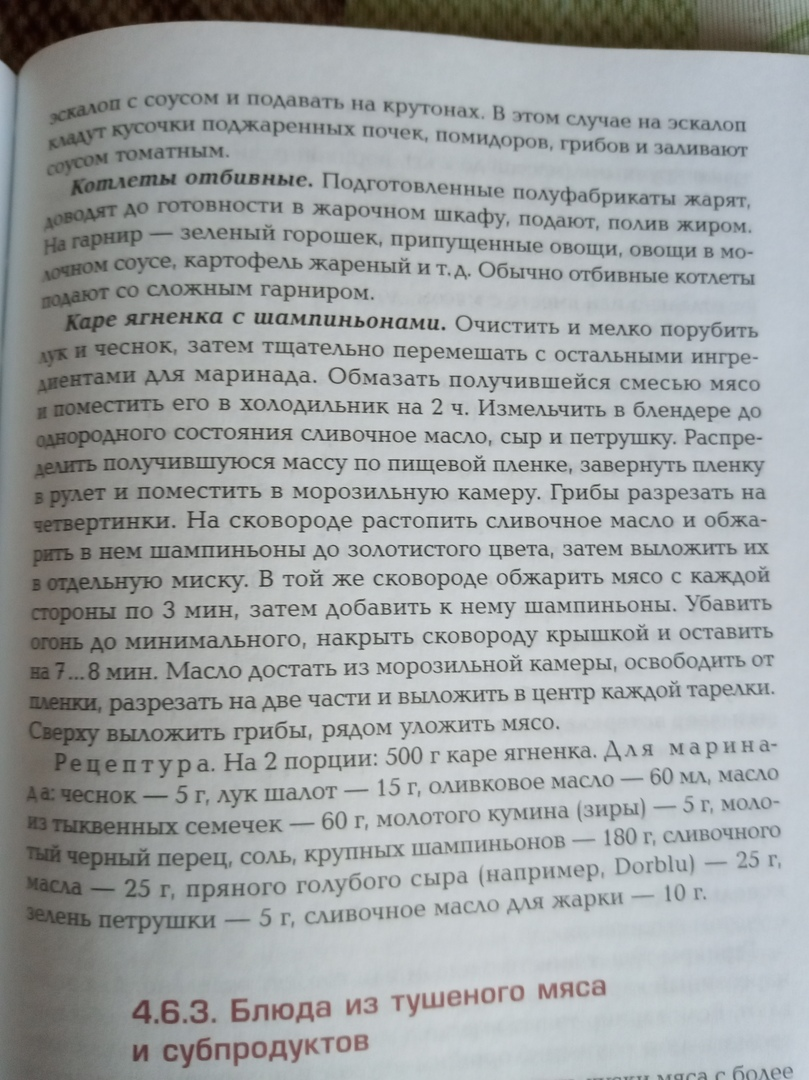 эскалоп с соусом и подавать на крутонах. В этом случае на эскалоп
кладут кусочки поджаренных почек, помидоров, грибов и заливают
соусом томатным.
Котлеты отбивные. Подготовленные полуфабрикаты жарят,
доводят до готовности в жарочном шкафу, подают, полив жиром.
На гарнир — зеленый горошек, припущенные овощи, овощи в мо-
лочном соусе, картофель жареный и т. д. Обычно отбивные котлеты
подают со сложным гарниром.
Каре ягненка с шампиньонами. Очистить и мелко порубить
лук и чеснок, затем тщательно перемешать с остальными ингре-
диентами для маринада. Обмазать получившейся смесью мясо
и поместить его в холодильник на 2 ч. Измельчить в блендере до
однородного состояния сливочное масло, сыр и петрушку. Распре-
делить получившуюся массу по пищевой пленке, завернуть пленку
в рулет и поместить в морозильную камеру. Грибы разрезать на
четвертинки. На сковороде растопить сливочное масло и обжа-
рить в нем шампиньоны до золотистого цвета, затем выложить их
в отдельную миску. В той же сковороде обжарить мясо с каждой
стороны по 3 мин, затем добавить к нему шампиньоны. Убавить
огонь до минимального, накрыть сковороду крышкой и оставить
на 7...8 мин. Масло достать из морозильной камеры, освободить от
пленки, разрезать на две части и выложить в центр каждой тарелки.
Сверху выложить грибы, рядом уложить мясо.
Рецептура. На 2 порции: 500 г каре ягненка. Для марина-
да: чеснок — 5 г, лук шалот — 15 г, оливковое масло — 60 мл, масло
из тыквенных семечек — 60 г, молотого кумина (зиры) — 5 г, моло-
тый черный перец, соль, крупных шампиньонов — 180 г, сливочного
масла — 25 г, пряного голубого сыра (например, Dorblu) — 25 г,
зелень петрушки — 5 г, сливочное масло для жарки — 10 г.
4.6.3. Блюда из тушеного мяса
и субпродуктов
мяса с более